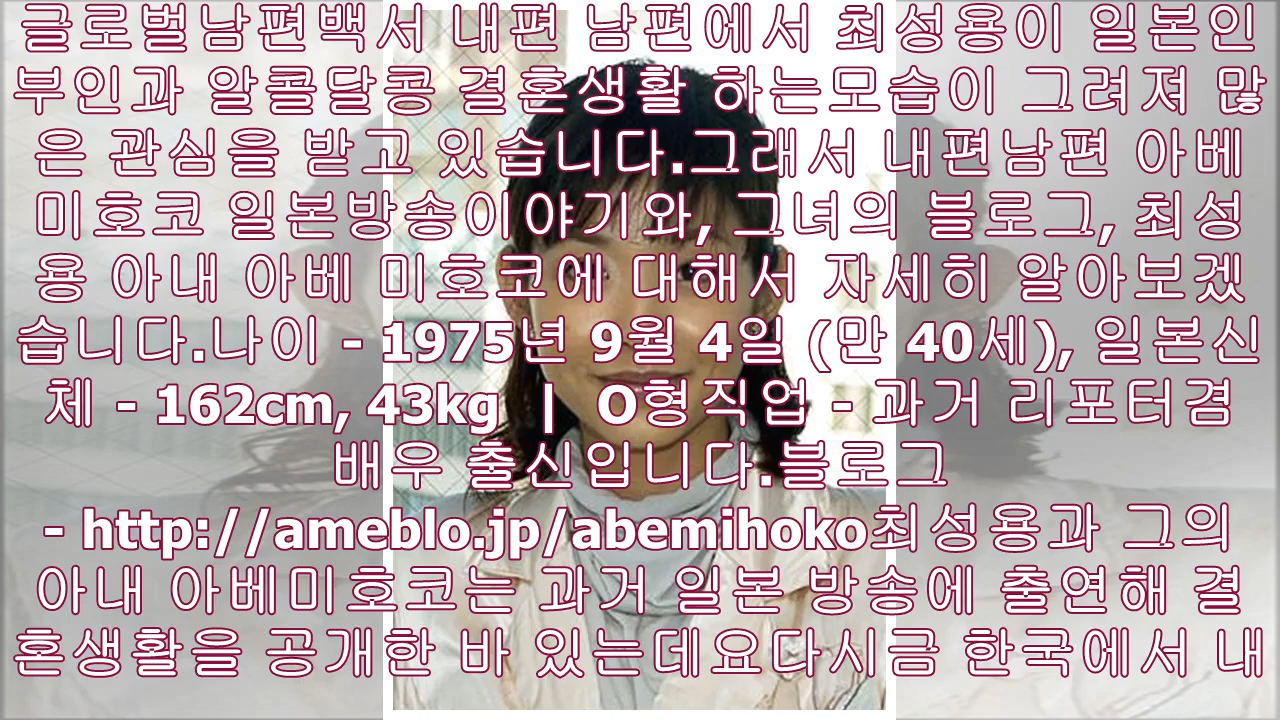 글로벌남편백서 내편 남편에서 최성용이 일본인
부인과 알콜달콩 결혼생활 하는모습이 그려져 많
은 관심을 받고 있습니다.그래서 내편남편 아베
미호코 일본방송이야기와, 그녀의 블로그, 최성
용 아내 아베 미호코에 대해서 자세히 알아보겠
습니다.나이 - 1975년 9월 4일 (만 40세), 일본신
체 - 162cm, 43kg | O형직업 - 과거 리포터겸
배우 출신입니다.블로그
- http://ameblo.jp/abemihoko최성용과 그의
아내 아베미호코는 과거 일본 방송에 출연해 결
혼생활을 공개한 바 있는데요다시금 한국에서 내